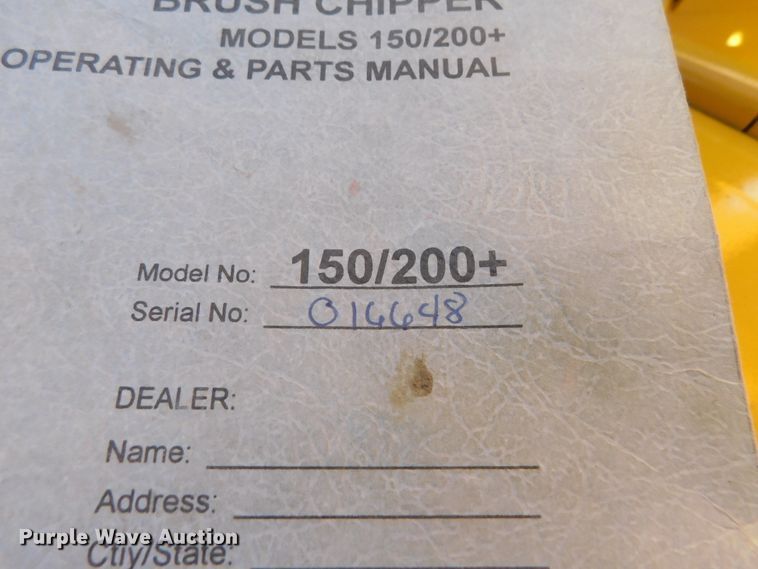 BRUSH CHIPPER
MODELS 150/200+
OPERATING & PARTS MANUAL
Model No: 150/200+
Serial No: 016648
DEALER:
Name:
Address:
Ctiy/State:
Purple Wave Auction